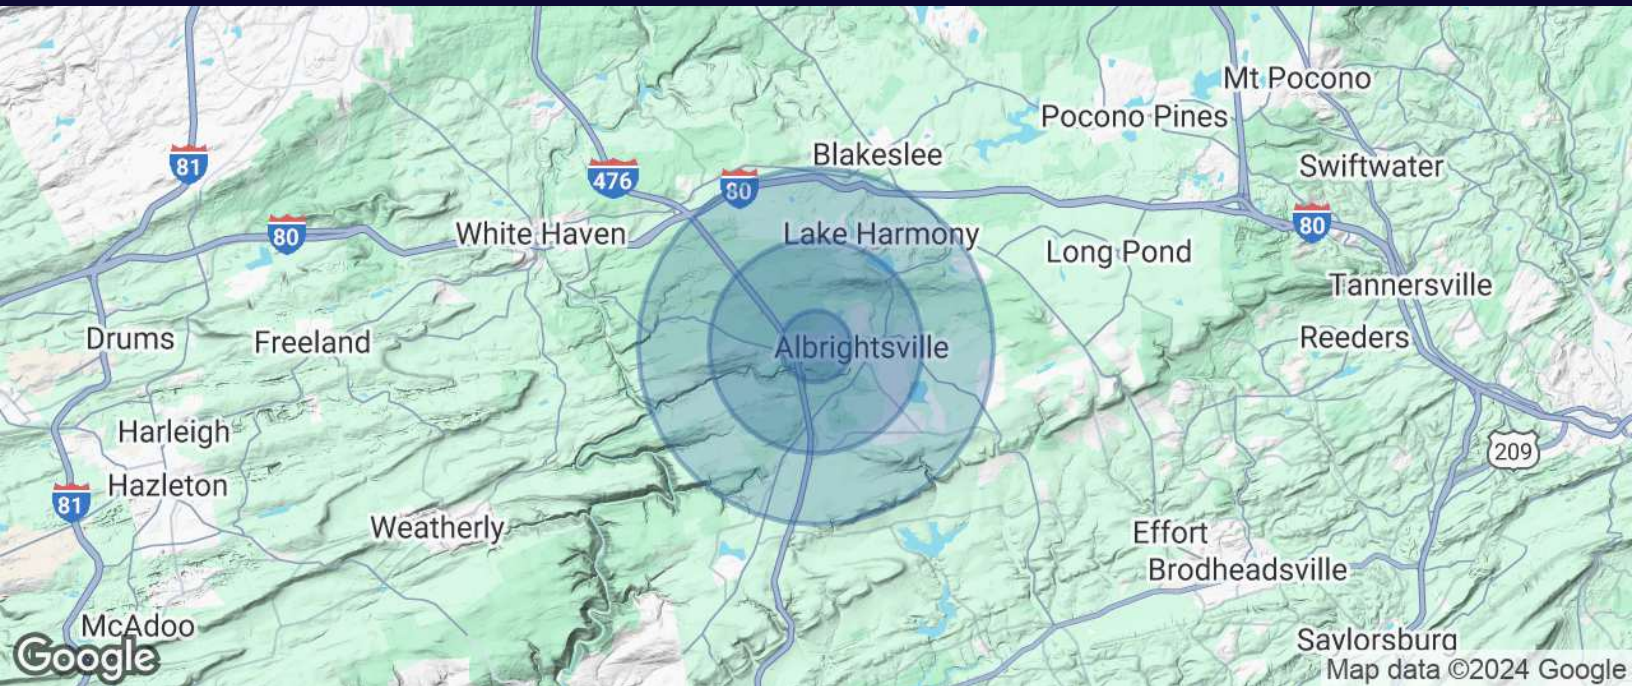 Mt Pocono
Pocono Pines
Blakeslee
81
Swiftwater
476
80
80
White Haven
Lake Harmony
80
Long Pond
Tannersville
Drums
Freeland
Albrightsville
Reeders
Harleigh
209
Hazleton
81
Weatherly
Effort
Brodheadsville
McAdoo
Saylorsburg
Google
Map data ©2024 Google